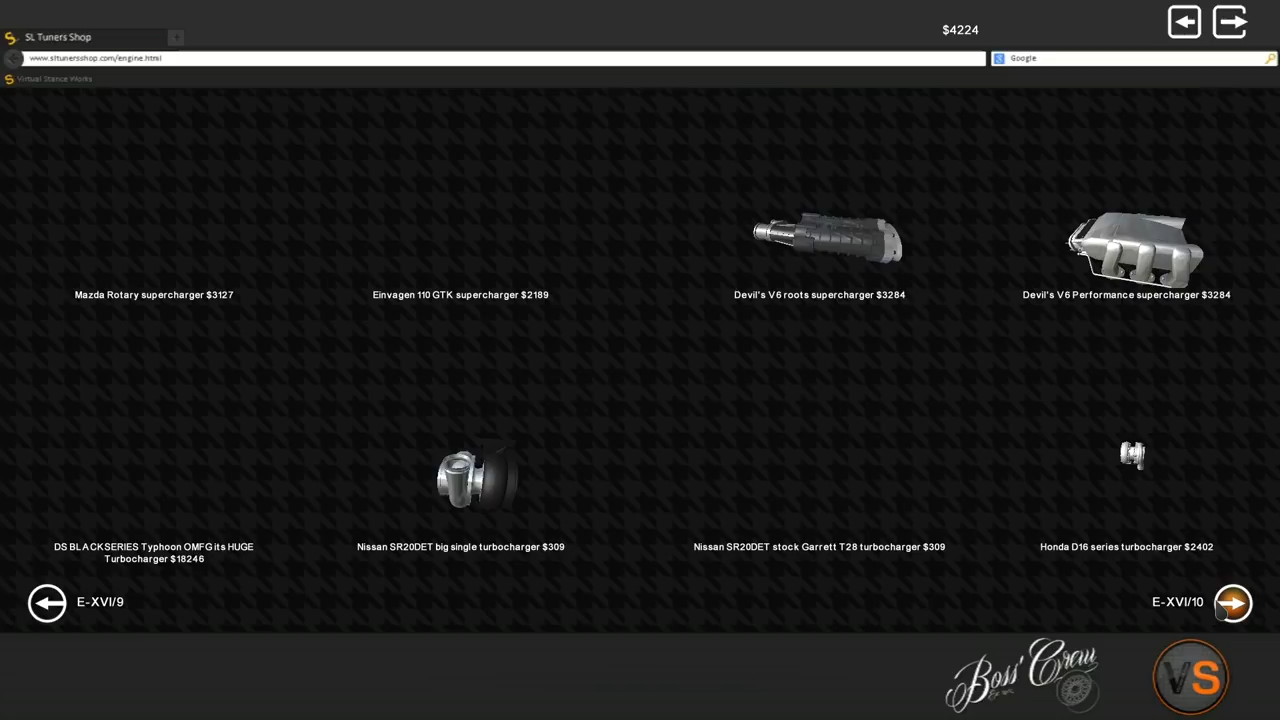 $4224
SL Tuners Shop
www.sltunersshop.com/engine.html
Google
Virtual Stance Works
Mazda Rotary supercharger $3127
Einvagen 110 GTK supercharger $2189
Devil's V6 roots supercharger $3284
Devil's V6 Performance supercharger $3284
DS BLACKSERIES Typhoon OMFG its HUGE
Turbocharger $18246
Nissan SR20DET big single turbocharger $309
Nissan SR20DET stock Garrett T28 turbocharger $309
Honda D16 series turbocharger $2402
E-XVI/9
E-XVI/10
Boss' Crew
VS